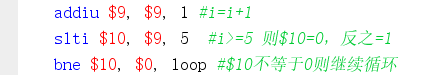 addiu $9, $9, 1 #i=i+1
slti $10, $9, 5 #i>=5 则$10=0，反之=1
bne $10, $0, loop #$10不等于0则继续循环